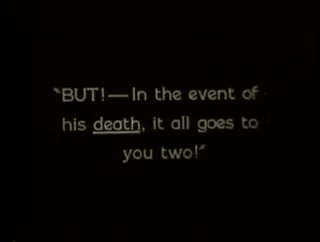 "BUT!—In the event of
his death, it all goes to
you two!"